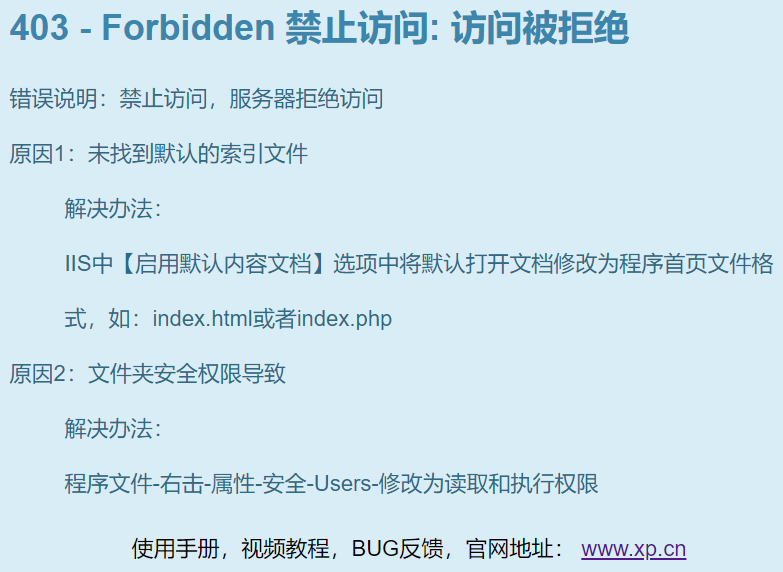 403 - Forbidden 禁止访问: 访问被拒绝
错误说明：禁止访问，服务器拒绝访问
原因1：未找到默认的索引文件
解决办法：
IIS中【启用默认内容文档】选项中将默认打开文档修改为程序首页文件格
式，如：index.html或者index.php
原因2：文件夹安全权限导致
解决办法：
程序文件-右击-属性-安全-Users-修改为读取和执行权限
使用手册，视频教程，BUG反馈，官网地址： www.xp.cn